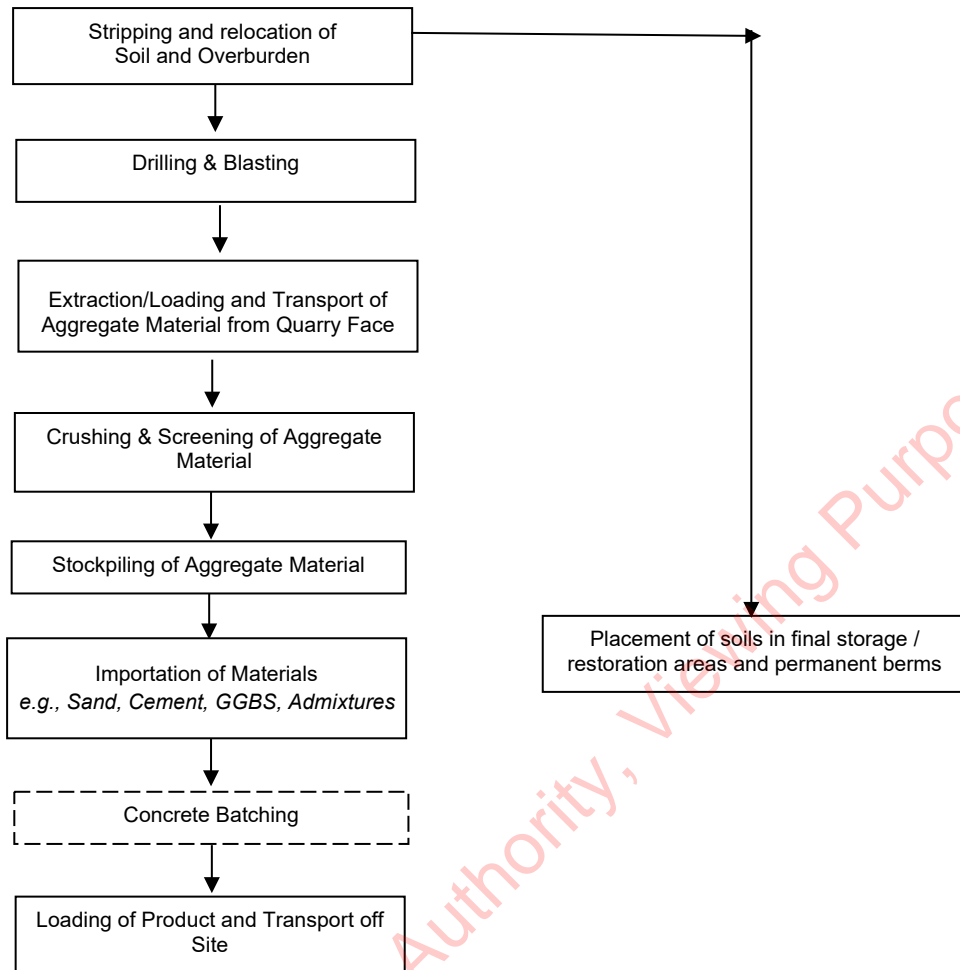 Stripping and relocation of
Soil and Overburden
Drilling & Blasting
Extraction/Loading and Transport of
Aggregate Material from Quarry Face
Crushing & Screening of Aggregate
Material
Stockpiling of Aggregate Material
Importation of Materials
e.g., Sand, Cement, GGBS, Admixtures
Concrete Batching
Loading of Product and Transport off
Site
Placement of soils in final storage /
restoration areas and permanent berms
Authority, Viewing